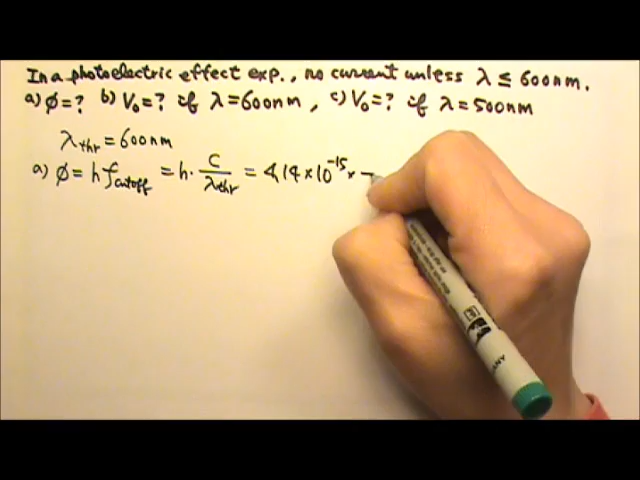 In a photoelectric effect exp., no current unless λ ≤ 600nm.
a) ϕ=? b) V₀=? if λ=600nm, c) V₀=? if λ=500nm
λthr = 600nm
a) ϕ = h fcutoff = h · c/λthr = 4.14 × 10⁻¹⁵ ×